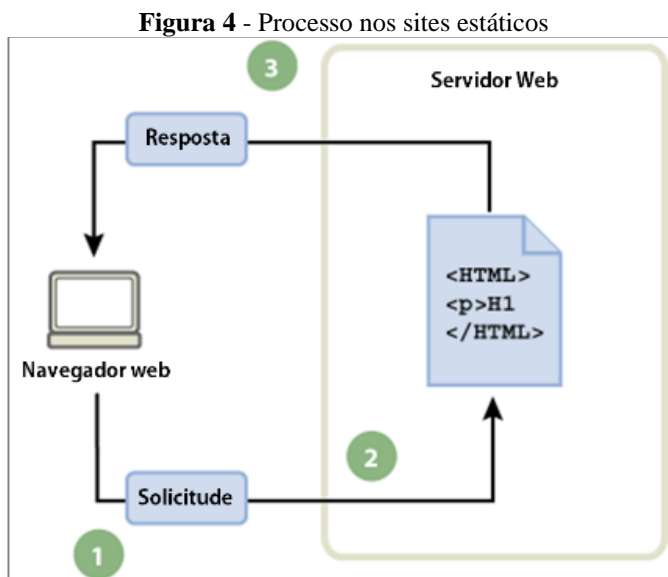 Figura 4 - Processo nos sites estáticos
3
Servidor Web
Resposta
<HTML>
<p>H1
</HTML>
Navegador web
2
Solicitude
1